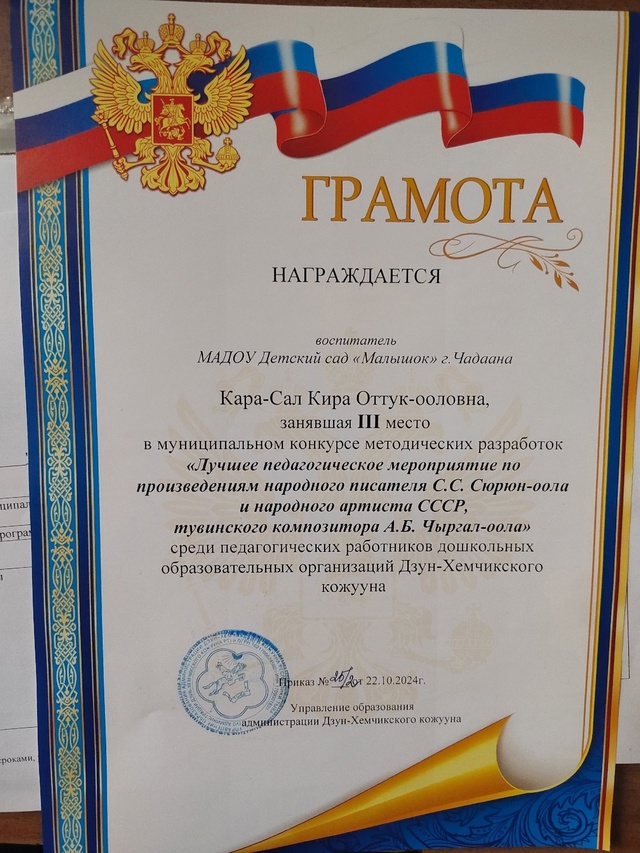 ГРАМОТА
НАГРАЖДАЕТСЯ
воспитатель
МАДОУ Детский сад «Малышок» г.Чадаана
Кара-Сал Кира Оттук-ооловна,
занявшая III место
в муниципальном конкурсе методических разработок
«Лучшее педагогическое мероприятие по
произведениям народного писателя С.С. Сюрюн-оола
и народного артиста СССР,
тувинского композитора А.Б. Чыргал-оола»
среди педагогических работников дошкольных
образовательных организаций Дзун-Хемчикского
кожууна
Приказ № от 22.10.2024г.
Управление образования
администрации Дзун-Хемчикского кожууна